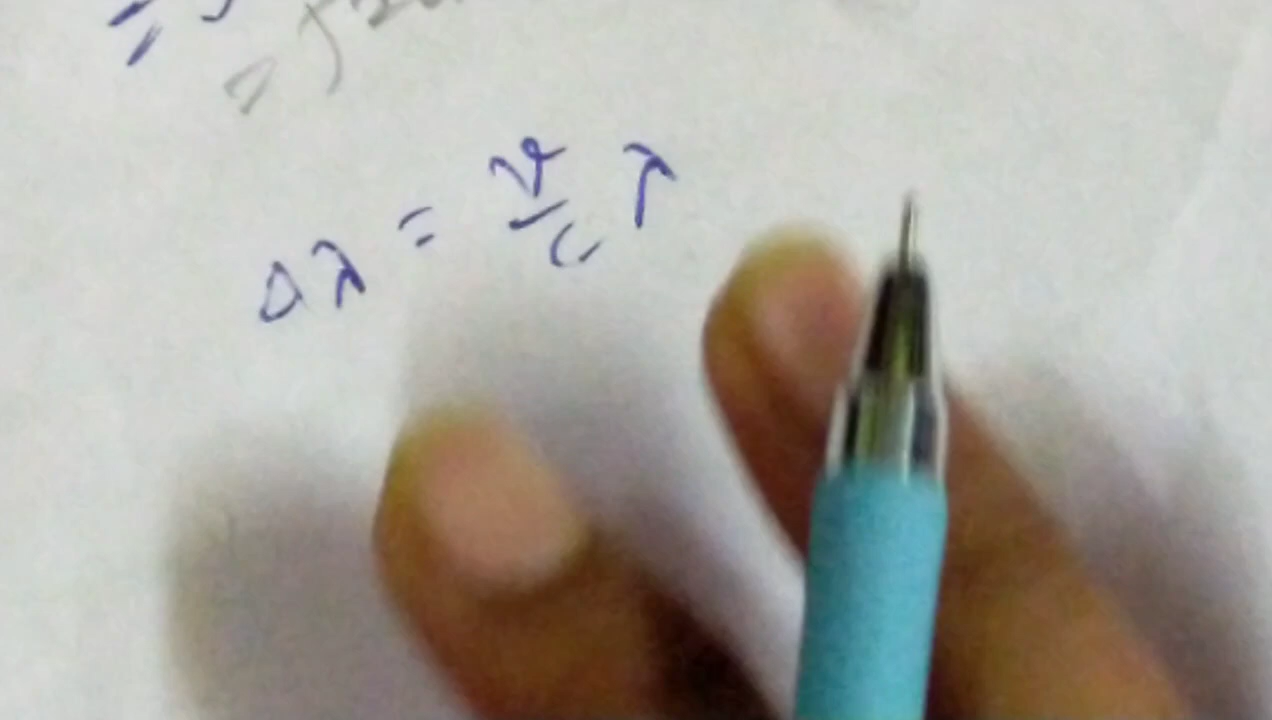 Δλ = v/c λ